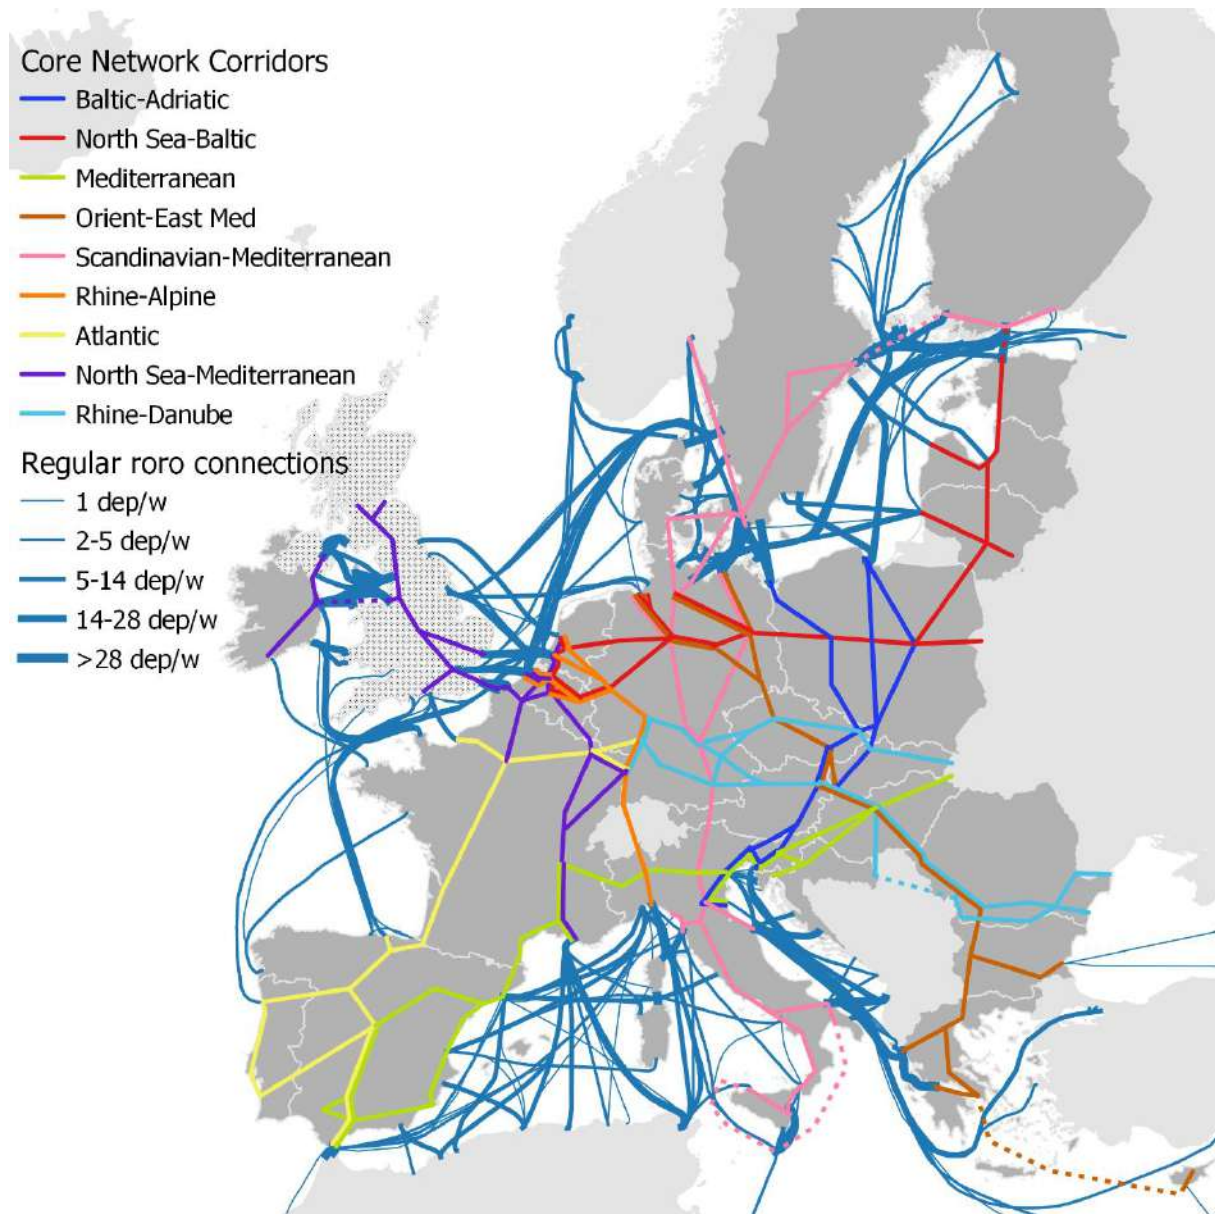 Core Network Corridors
Baltic-Adriatic
North Sea-Baltic
Mediterranean
Orient-East Med
Scandinavian-Mediterranean
Rhine-Alpine
Atlantic
North Sea-Mediterranean
Rhine-Danube
Regular roro connections
1 dep/w
2-5 dep/w
5-14 dep/w
14-28 dep/w
>28 dep/w